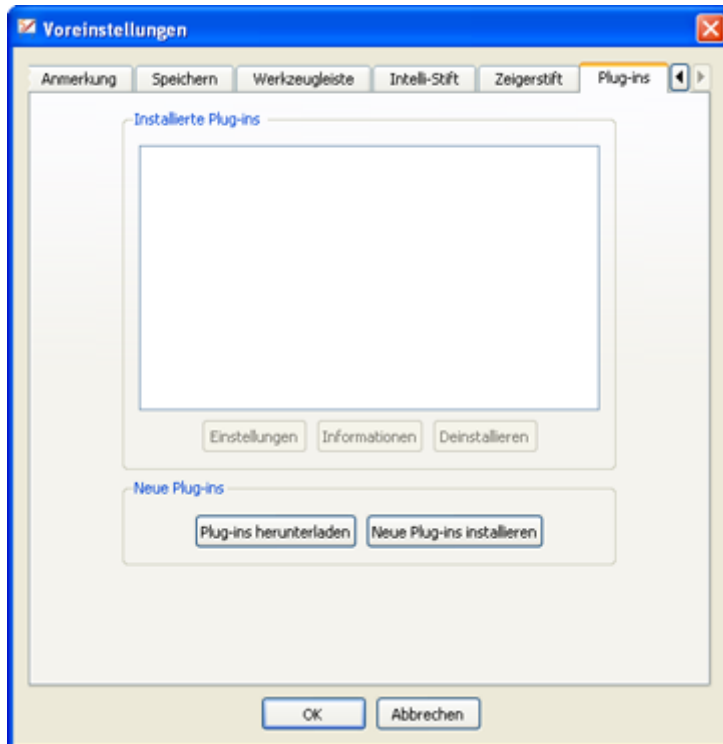 Voreinstellungen
Anmerkung Speichern Werkzeugleiste Intelli-Stift Zeigerstift Plug-ins
Installierte Plug-ins
Einstellungen Informationen Deinstallieren
Neue Plug-ins
Plug-ins herunterladen Neue Plug-ins installieren
OK Abbrechen